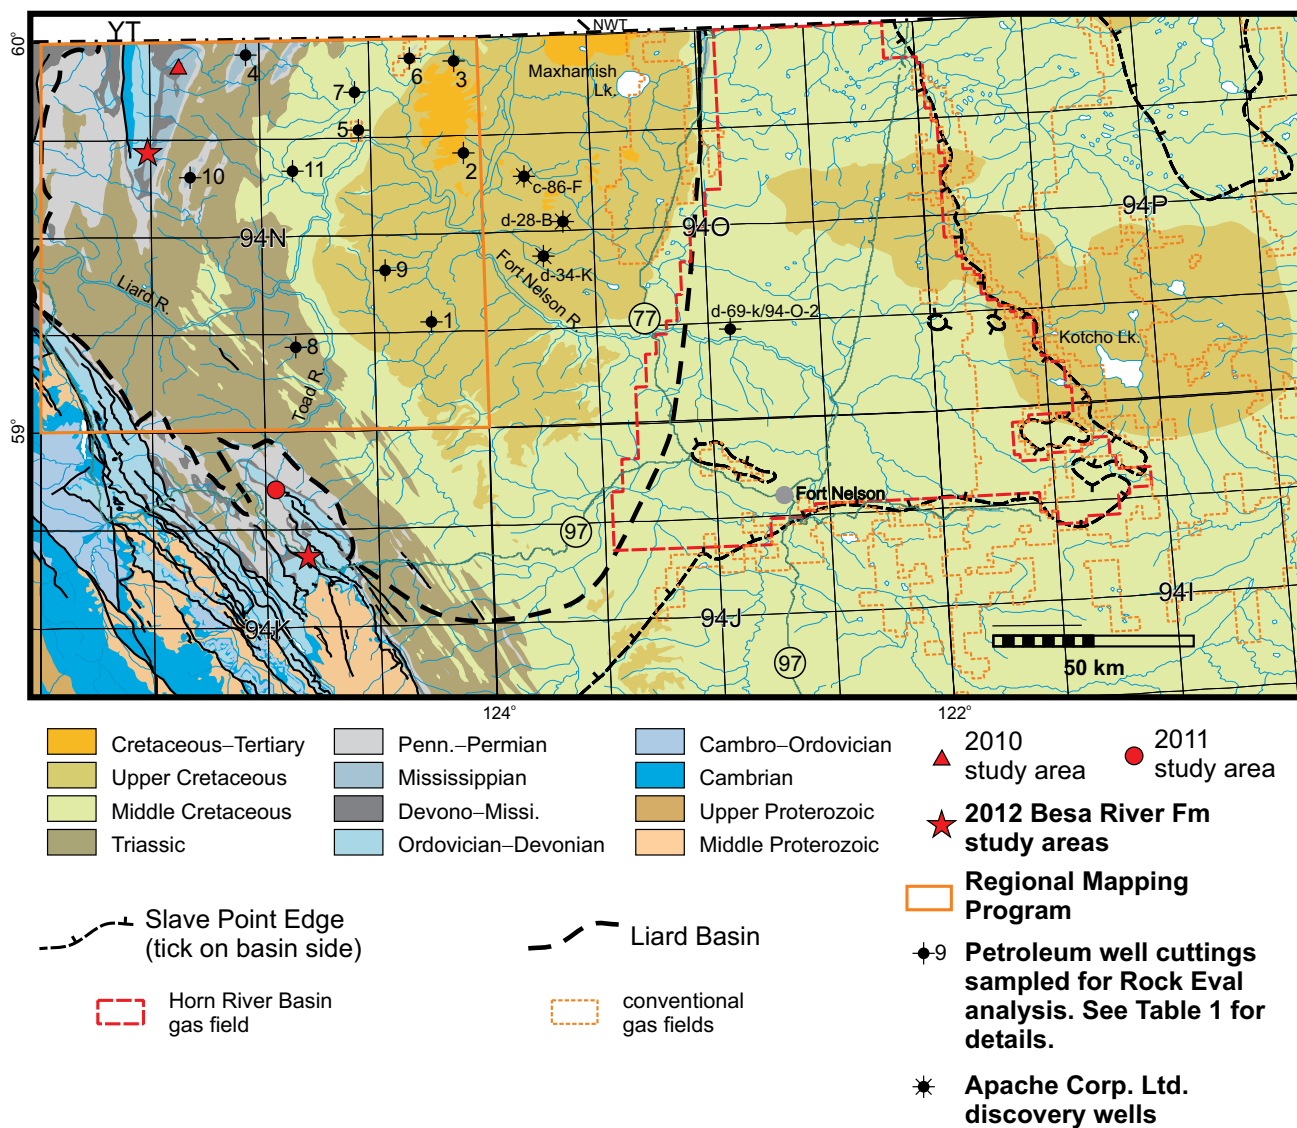 YT
NWT
60°
4
6
3
Maxhamish
Lk.
7
5
2
10
11
c-86-F
94P
d-28-B
94O
94N
9
d-34-K
Liard R.
Fort Nelson R.
1
77
d-69-k/94-O-2
Kotcho Lk.
8
Toad R.
59°
Fort Nelson
97
94I
94J
94K
97
50 km
124°
122°
Cretaceous–Tertiary
Upper Cretaceous
Middle Cretaceous
Triassic
Penn.–Permian
Mississippian
Devono–Missi.
Ordovician–Devonian
Cambro–Ordovician
Cambrian
Upper Proterozoic
Middle Proterozoic
2010
study area
2011
study area
2012 Besa River Fm
study areas
Regional Mapping
Program
Slave Point Edge
(tick on basin side)
Liard Basin
9
Petroleum well cuttings
sampled for Rock Eval
analysis. See Table 1 for
details.
Horn River Basin
gas field
conventional
gas fields
Apache Corp. Ltd.
discovery wells